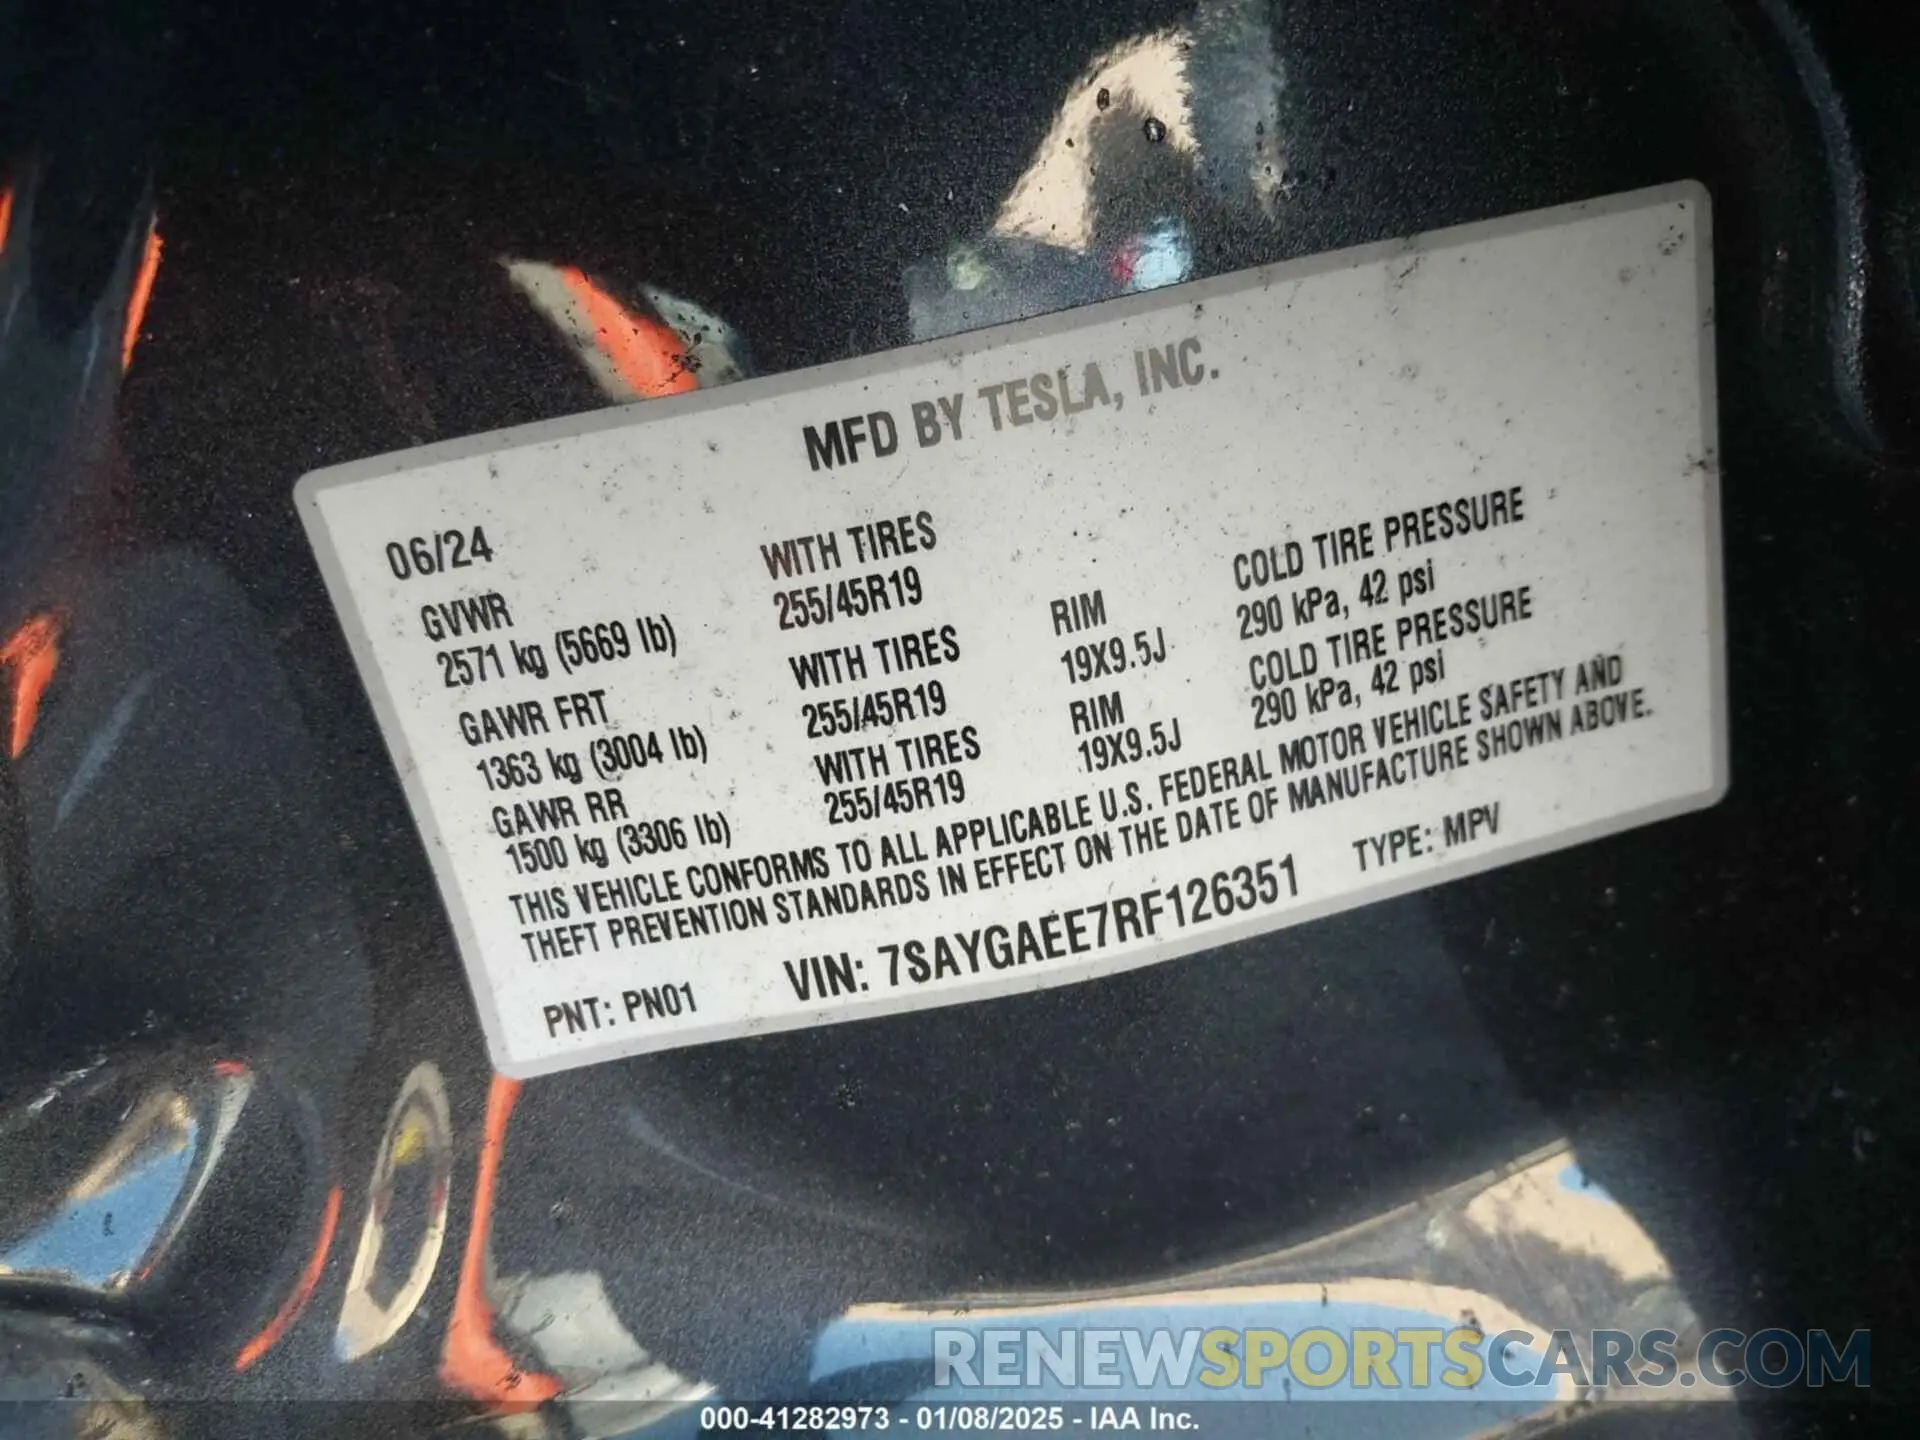 MFD BY TESLA, INC.
06/24
GVWR
2571 kg (5669 lb)
WITH TIRES
255/45R19
GAWR FRT
1363 kg (3004 lb)
WITH TIRES
255/45R19
RIM
19X9.5J
COLD TIRE PRESSURE
290 kPa, 42 psi
GAWR RR
1500 kg (3306 lb)
WITH TIRES
255/45R19
RIM
19X9.5J
COLD TIRE PRESSURE
290 kPa, 42 psi
THIS VEHICLE CONFORMS TO ALL APPLICABLE U.S. FEDERAL MOTOR VEHICLE SAFETY AND
THEFT PREVENTION STANDARDS IN EFFECT ON THE DATE OF MANUFACTURE SHOWN ABOVE.
PNT: PN01 VIN: 7SAYGAEE7RF126351 TYPE: MPV
RENEWSPORTSCARS.COM
000-41282973 - 01/08/2025 - IAA Inc.